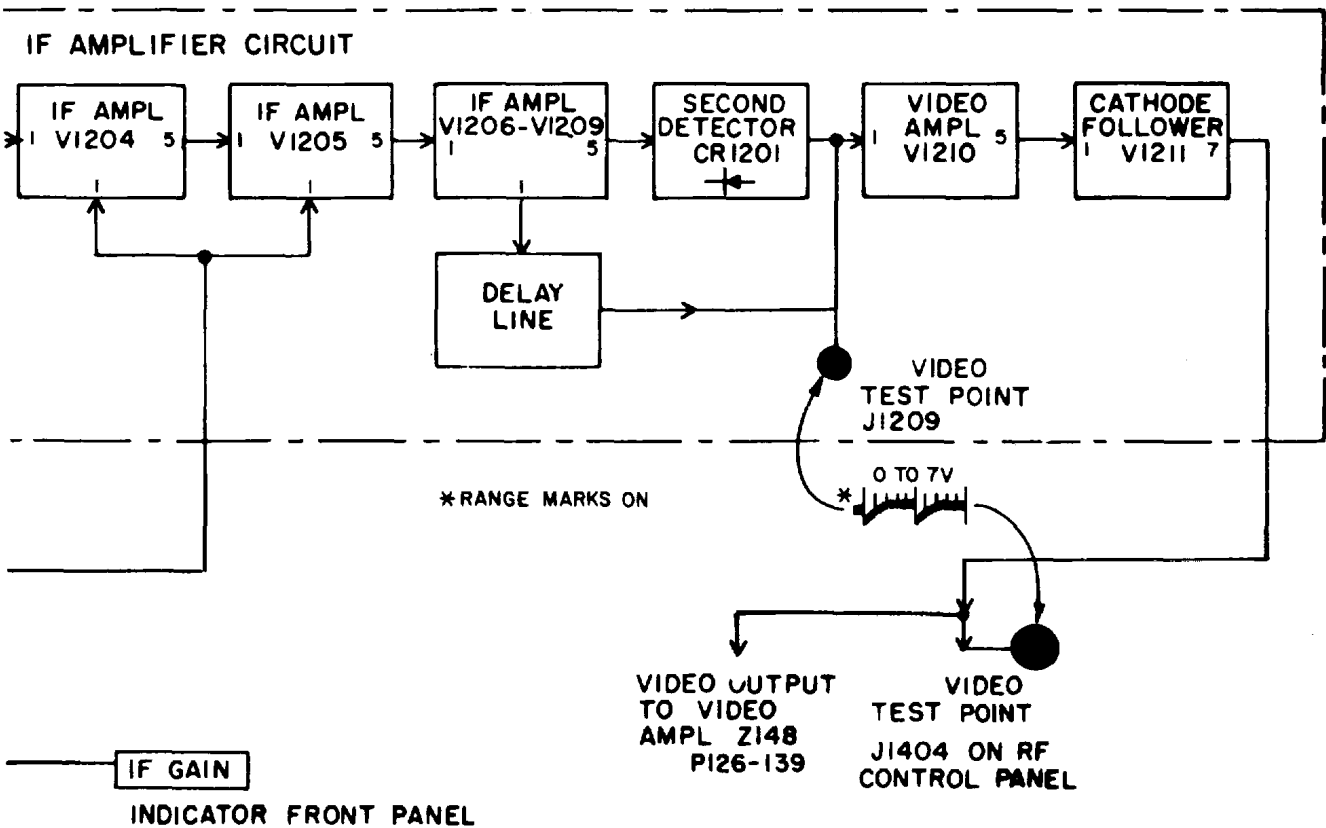 IF AMPLIFIER CIRCUIT
IF AMPL
1 V1204 5
1
IF AMPL
1 V1205 5
1
IF AMPL
V1206-V1209
1 5
1
SECOND
DETECTOR
CR1201
VIDEO
1 AMPL 5
V1210
CATHODE
FOLLOWER
1 V1211 7
DELAY
LINE
VIDEO
TEST POINT
J1209
0 TO 7V
*
*RANGE MARKS ON
VIDEO OUTPUT
TO VIDEO
AMPL Z148
P126-139
VIDEO
TEST POINT
J1404 ON RF
CONTROL PANEL
IF GAIN
INDICATOR FRONT PANEL